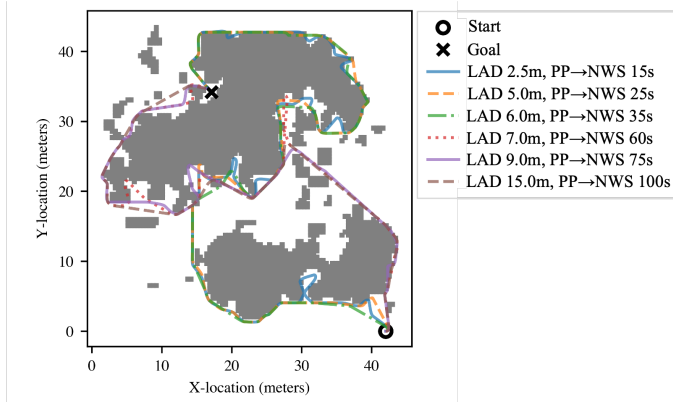 Start
Goal
LAD 2.5m, PP→NWS 15s
LAD 5.0m, PP→NWS 25s
LAD 6.0m, PP→NWS 35s
LAD 7.0m, PP→NWS 60s
LAD 9.0m, PP→NWS 75s
LAD 15.0m, PP→NWS 100s
Y-location (meters)
40
30
20
10
0
0 10 20 30 40
X-location (meters)